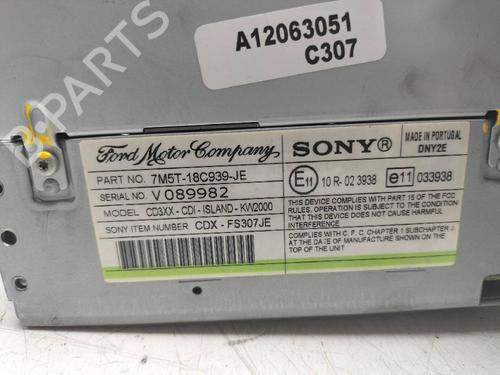 A12063051
C307
B-PARTS
Ford Motor Company
SONY®
MADE IN PORTUGAL
DNY2E
PART NO. 7M5T-18C939-JE
SERIAL NO. V089982
MODEL CD3XX - CDI - ISLAND - KW2000
SONY ITEM NUMBER CDX - FS307JE
E11 10 R- 02 3938
e11 033938
THIS DEVICE COMPLIES WITH PART 15 OF THE FCC
RULES, OPERATION IS SUBJECT TO THE CONDITION
THAT THIS DEVICE DOES NOT CAUSE HARMFUL
INTERFERENCE
COMPLIES WITH C. F. C. CHAPTER 1 SUBCHAPTER J
AT THE DATE OF MANUFACTURE SHOWN ON THE
TOP OF THE UNIT